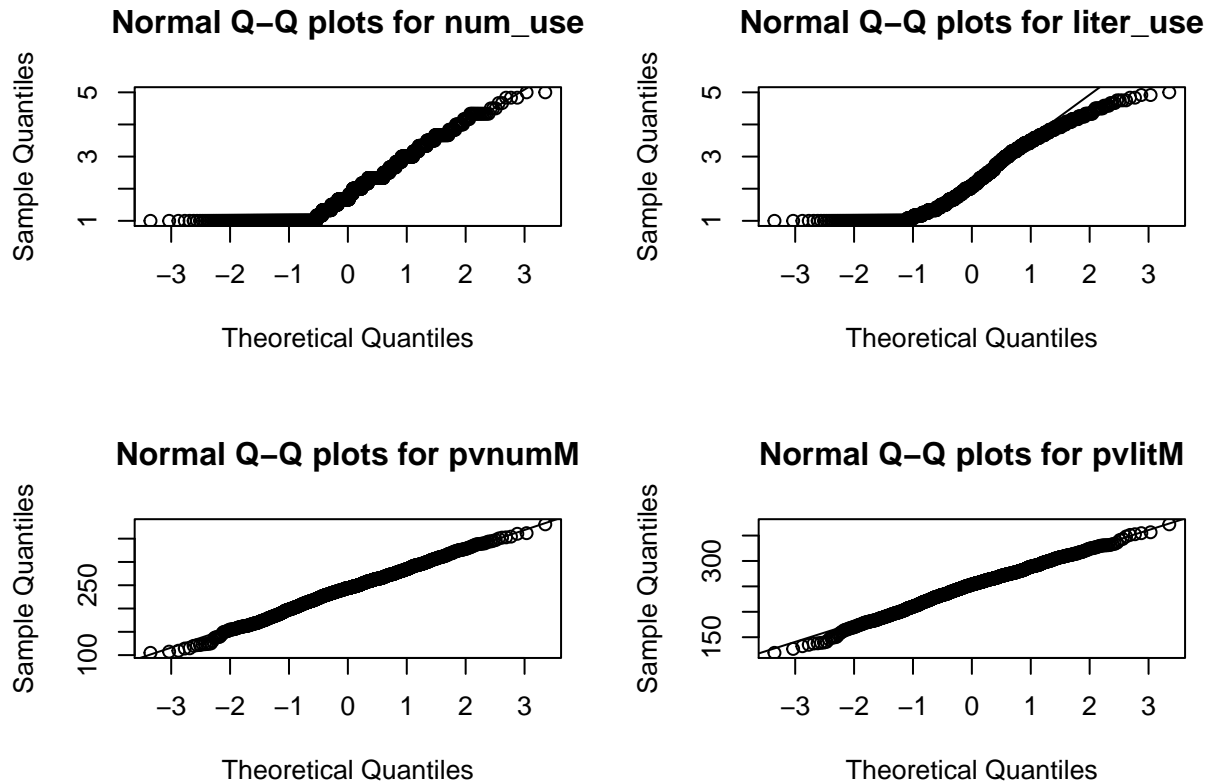 Normal Q−Q plots for num_use
Sample Quantiles
1 3 5
−3 −2 −1 0 1 2 3
Theoretical Quantiles
Normal Q−Q plots for liter_use
Sample Quantiles
1 3 5
−3 −2 −1 0 1 2 3
Theoretical Quantiles
Normal Q−Q plots for pvnumM
Sample Quantiles
100 250
−3 −2 −1 0 1 2 3
Theoretical Quantiles
Normal Q−Q plots for pvlitM
Sample Quantiles
150 300
−3 −2 −1 0 1 2 3
Theoretical Quantiles